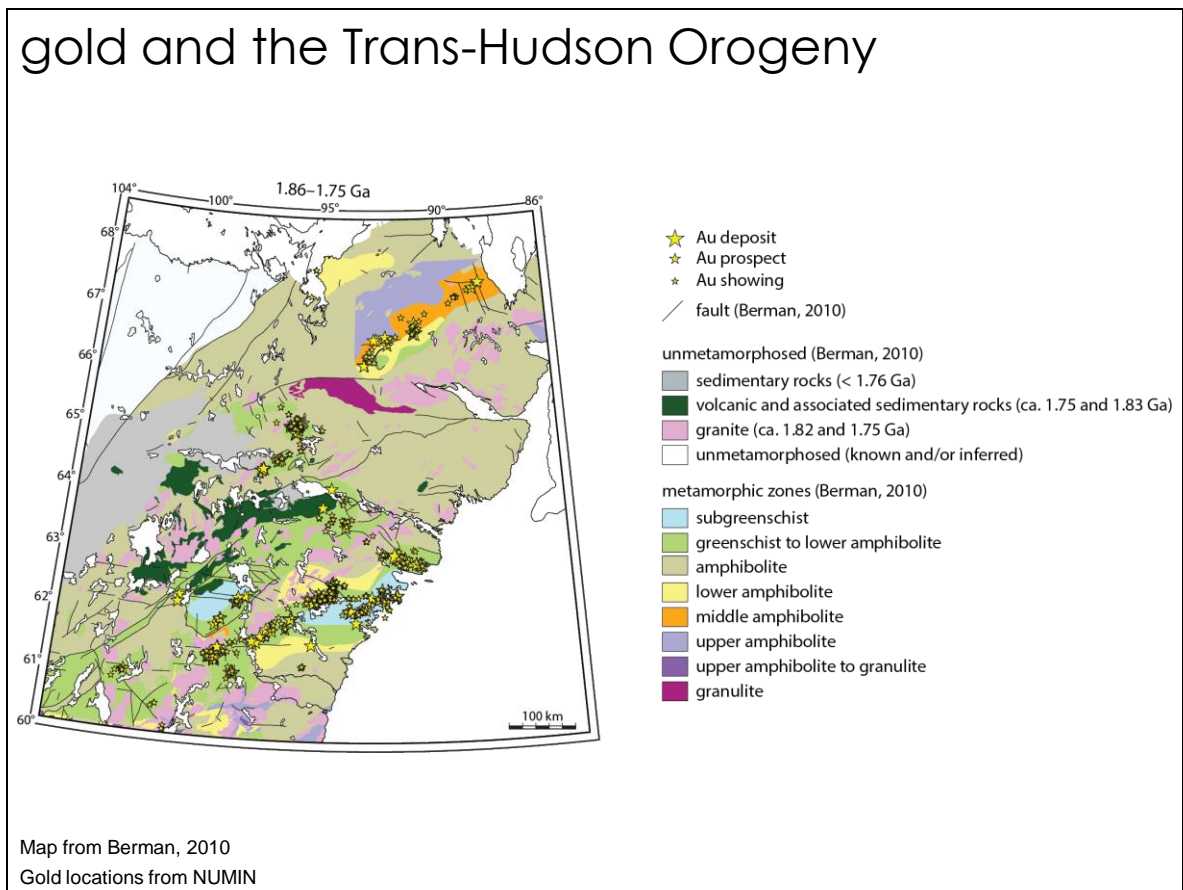 gold and the Trans-Hudson Orogeny
1.86–1.75 Ga
104°
100°
95°
90°
86°
68°
67°
66°
65°
64°
63°
62°
61°
60°
100 km
Au deposit
Au prospect
Au showing
fault (Berman, 2010)
unmetamorphosed (Berman, 2010)
sedimentary rocks (< 1.76 Ga)
volcanic and associated sedimentary rocks (ca. 1.75 and 1.83 Ga)
granite (ca. 1.82 and 1.75 Ga)
unmetamorphosed (known and/or inferred)
metamorphic zones (Berman, 2010)
subgreenschist
greenschist to lower amphibolite
amphibolite
lower amphibolite
middle amphibolite
upper amphibolite
upper amphibolite to granulite
granulite
Map from Berman, 2010
Gold locations from NUMIN